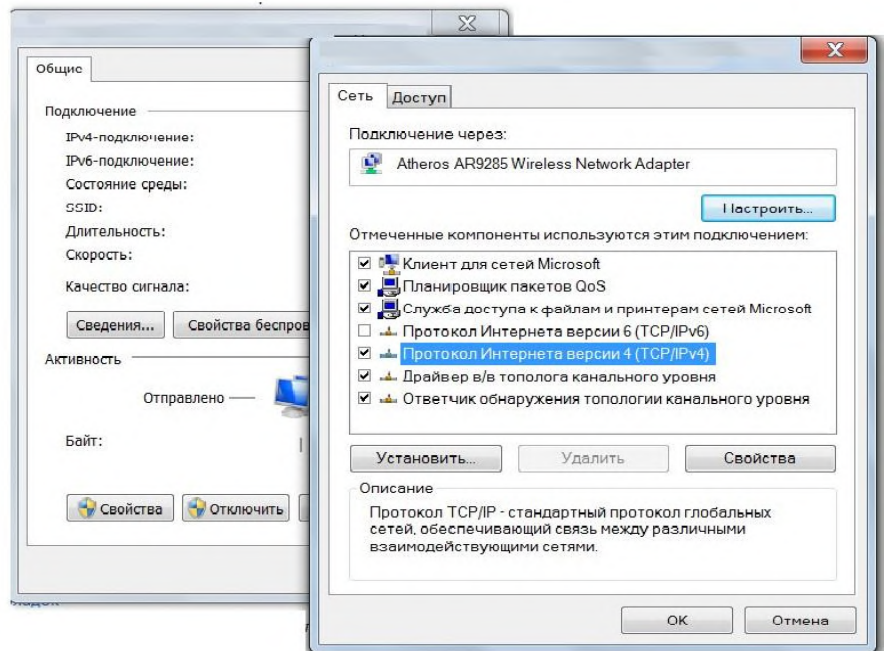 Общие
Подключение
IPv4-подключение:
IPv6-подключение:
Состояние среды:
SSID:
Длительность:
Скорость:
Качество сигнала:
Сведения...
Свойства
Активность
Отправлено
Байт:
Свойства
Отключить
Сеть
Доступ
Подключение через:
Atheros AR9285 Wireless Network Adapter
Настроить...
Отмеченные компоненты используются этим подключением:
Клиент для сетей Microsoft
Планировщик пакетов QoS
Служба доступа к файлам и принтерам сетей Microsoft
Протокол Интернета версии 6 (TCP/IPv6)
Протокол Интернета версии 4 (TCP/IPv4)
Драйвер в/в тополога канального уровня
Ответчик обнаружения топологии канального уровня
Установить...
Удалить
Свойства
Описание
Протокол TCP/IP - стандартный протокол глобальных
сетей, обеспечивающий связь между различными
взаимодействующими сетями.
OK
Отмена